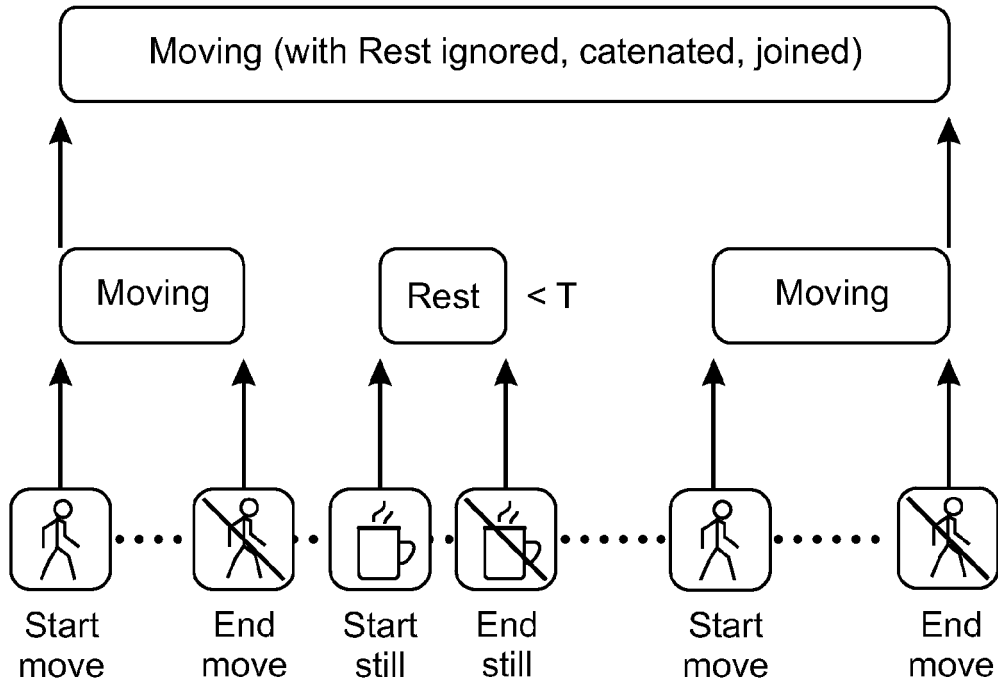 Moving (with Rest ignored, catenated, joined)
Moving
Rest
< T
Moving
Start
move
End
move
Start
still
End
still
Start
move
End
move